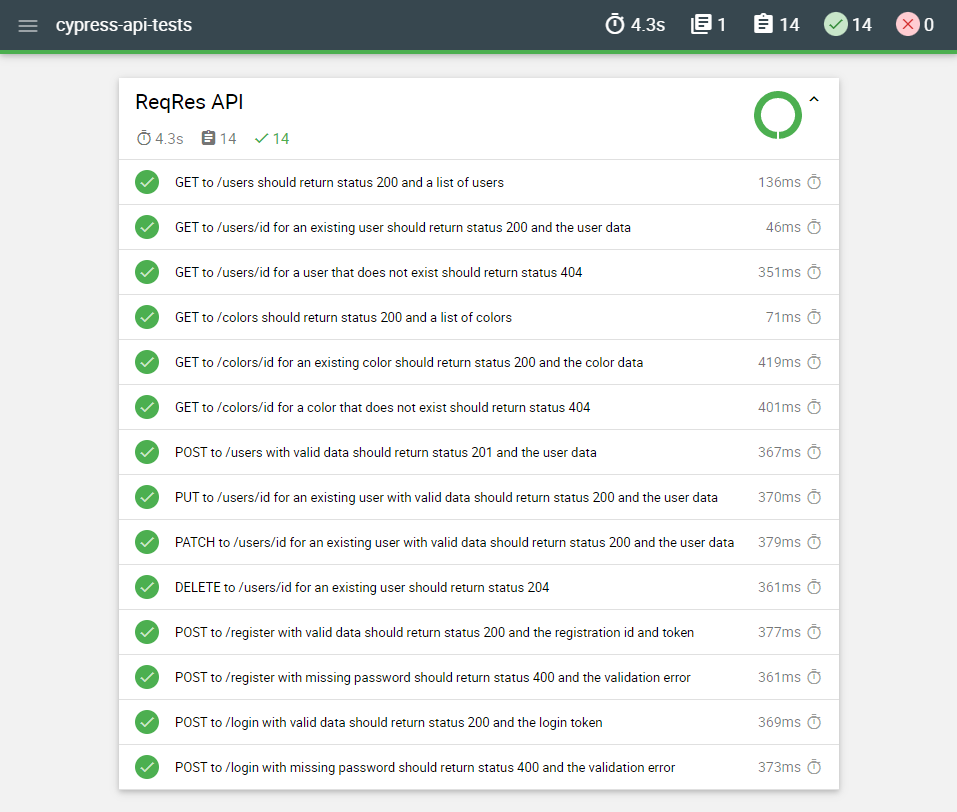 cypress-api-tests 4.3s 1 14 14 0
ReqRes API
4.3s 14 14
GET to /users should return status 200 and a list of users 136ms
GET to /users/id for an existing user should return status 200 and the user data 46ms
GET to /users/id for a user that does not exist should return status 404 351ms
GET to /colors should return status 200 and a list of colors 71ms
GET to /colors/id for an existing color should return status 200 and the color data 419ms
GET to /colors/id for a color that does not exist should return status 404 401ms
POST to /users with valid data should return status 201 and the user data 367ms
PUT to /users/id for an existing user with valid data should return status 200 and the user data 370ms
PATCH to /users/id for an existing user with valid data should return status 200 and the user data 379ms
DELETE to /users/id for an existing user should return status 204 361ms
POST to /register with valid data should return status 200 and the registration id and token 377ms
POST to /register with missing password should return status 400 and the validation error 361ms
POST to /login with valid data should return status 200 and the login token 369ms
POST to /login with missing password should return status 400 and the validation error 373ms